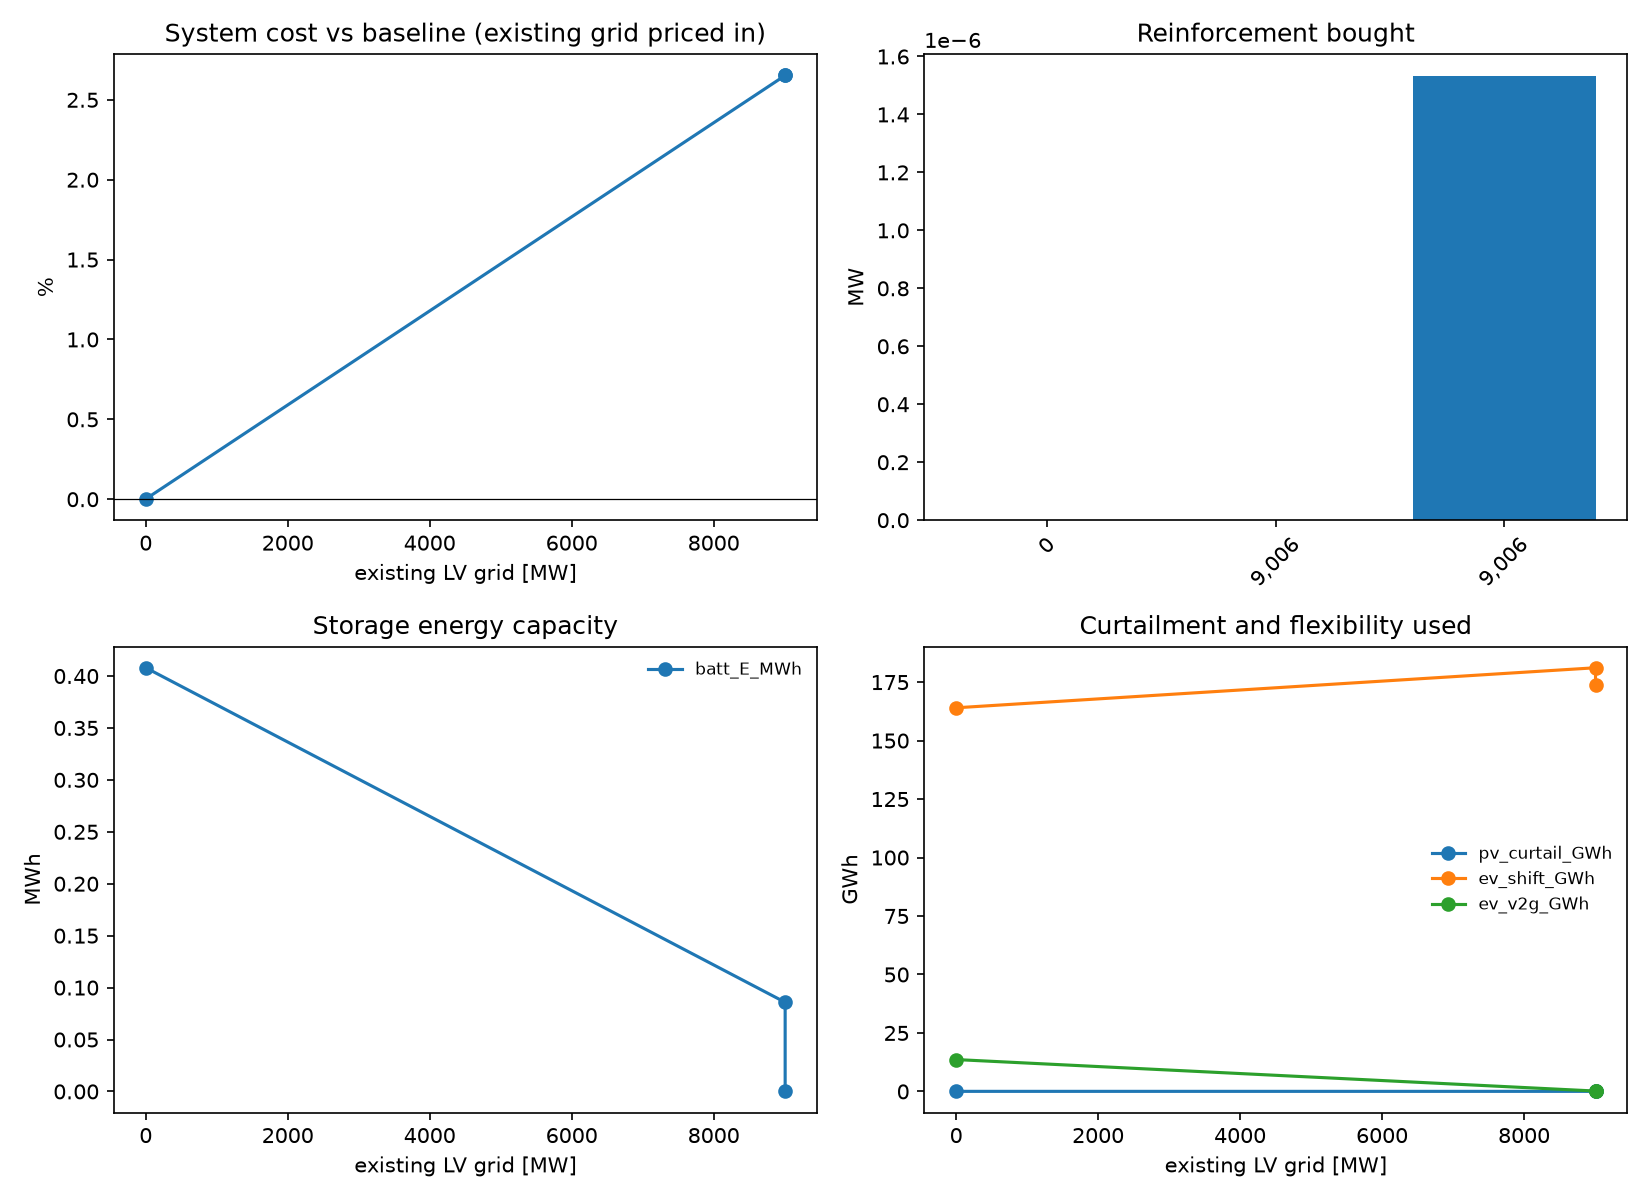 System cost vs baseline (existing grid priced in)
%
2.5
2.0
1.5
1.0
0.5
0.0
0 2000 4000 6000 8000
existing LV grid [MW]
Reinforcement bought
1e−6
MW
1.6
1.4
1.2
1.0
0.8
0.6
0.4
0.2
0.0
0 9,006 9,006
Storage energy capacity
batt_E_MWh
MWh
0.40
0.35
0.30
0.25
0.20
0.15
0.10
0.05
0.00
0 2000 4000 6000 8000
existing LV grid [MW]
Curtailment and flexibility used
GWh
175
150
125
100
75
50
25
0
pv_curtail_GWh
ev_shift_GWh
ev_v2g_GWh
0 2000 4000 6000 8000
existing LV grid [MW]